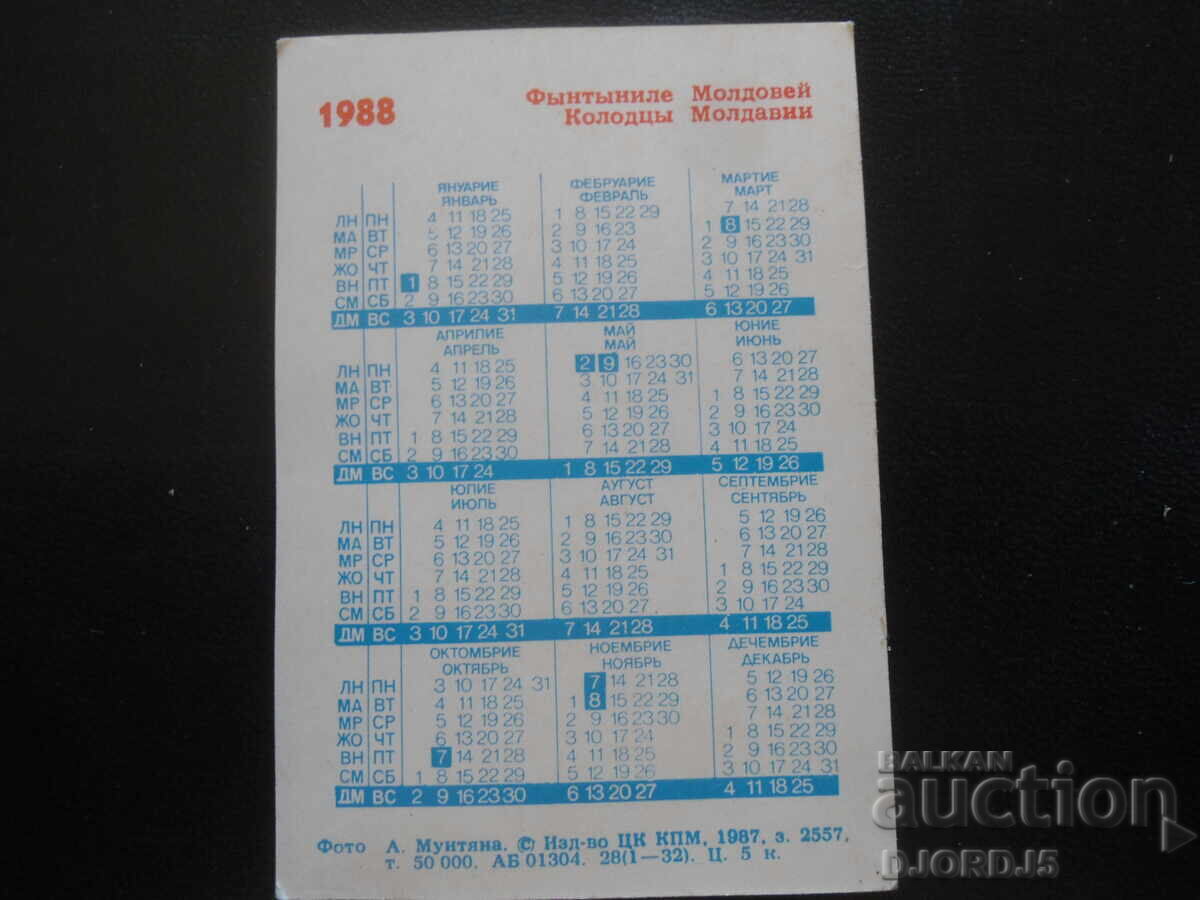 1988
Фынтыниле Молдовей
Колодцы Молдавии
ЯНУАРИЕ ФЕБРУАРИЕ МАРТИЕ
ЯНВАРЬ ФЕВРАЛЬ МАРТ
ЛН ПН 4 11 18 25 1 8 15 22 29 7 14 21 28
МА ВТ 5 12 19 26 2 9 16 23 1 8 15 22 29
МР СР 6 13 20 27 3 10 17 24 2 9 16 23 30
ЖО ЧТ 7 14 21 28 4 11 18 25 3 10 17 24 31
ВН ПТ 1 8 15 22 29 5 12 19 26 4 11 18 25
СМ СБ 2 9 16 23 30 6 13 20 27 5 12 19 26
ДМ ВС 3 10 17 24 31 7 14 21 28 6 13 20 27
АПРИЛИЕ МАЙ ЮНИЕ
АПРЕЛЬ МАЙ ИЮНЬ
ЛН ПН 4 11 18 25 2 9 16 23 30 6 13 20 27
МА ВТ 5 12 19 26 3 10 17 24 31 7 14 21 28
МР СР 6 13 20 27 4 11 18 25 1 8 15 22 29
ЖО ЧТ 7 14 21 28 5 12 19 26 2 9 16 23 30
ВН ПТ 1 8 15 22 29 6 13 20 27 3 10 17 24
СМ СБ 2 9 16 23 30 7 14 21 28 4 11 18 25
ДМ ВС 3 10 17 24 1 8 15 22 29 5 12 19 26
ЮЛИЕ АУГУСТ СЕПТЕМБРИЕ
ИЮЛЬ АВГУСТ СЕНТЯБРЬ
ЛН ПН 4 11 18 25 1 8 15 22 29 5 12 19 26
МА ВТ 5 12 19 26 2 9 16 23 30 6 13 20 27
МР СР 6 13 20 27 3 10 17 24 31 7 14 21 28
ЖО ЧТ 7 14 21 28 4 11 18 25 1 8 15 22 29
ВН ПТ 1 8 15 22 29 5 12 19 26 2 9 16 23 30
СМ СБ 2 9 16 23 30 6 13 20 27 3 10 17 24
ДМ ВС 3 10 17 24 31 7 14 21 28 4 11 18 25
ОКТОМБРИЕ НОЕМБРИЕ ДЕЧЕМБРИЕ
ОКТЯБРЬ НОЯБРЬ ДЕКАБРЬ
ЛН ПН 3 10 17 24 31 7 14 21 28 5 12 19 26
МА ВТ 4 11 18 25 1 8 15 22 29 6 13 20 27
МР СР 5 12 19 26 2 9 16 23 30 7 14 21 28
ЖО ЧТ 6 13 20 27 3 10 17 24 1 8 15 22 29
ВН ПТ 7 14 21 28 4 11 18 25 2 9 16 23 30
СМ СБ 1 8 15 22 29 5 12 19 26 3 10 17 24 31
ДМ ВС 2 9 16 23 30 6 13 20 27 4 11 18 25
Фото А. Мунтяна. © Изд-во ЦК КПМ, 1987, з. 2557,
т. 50 000. АБ 01304. 28(1—32). Ц. 5 к.
BALKAN
auction
DJORDJ5